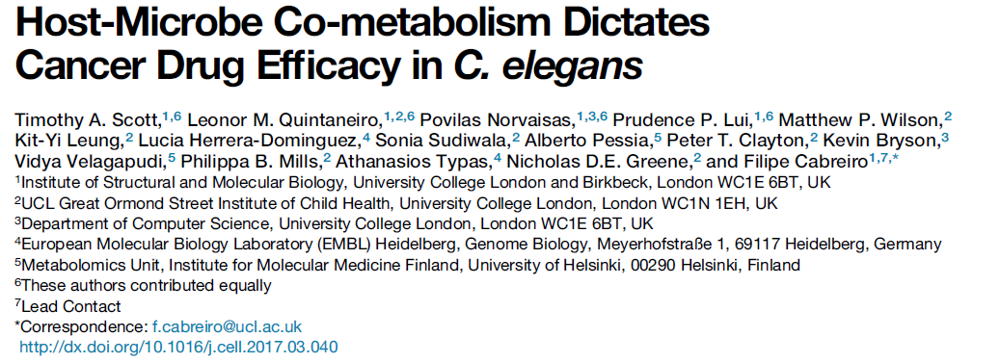 Host-Microbe Co-metabolism Dictates
Cancer Drug Efficacy in C. elegans
Timothy A. Scott,1,6 Leonor M. Quintaneiro,1,2,6 Povilas Norvaisas,1,3,6 Prudence P. Lui,1,6 Matthew P. Wilson,2
Kit-Yi Leung,2 Lucia Herrera-Dominguez,4 Sonia Sudiwala,2 Alberto Pessia,5 Peter T. Clayton,2 Kevin Bryson,3
Vidya Velagapudi,5 Philippa B. Mills,2 Athanasios Typas,4 Nicholas D.E. Greene,2 and Filipe Cabreiro1,7,*
1Institute of Structural and Molecular Biology, University College London and Birkbeck, London WC1E 6BT, UK
2UCL Great Ormond Street Institute of Child Health, University College London, London WC1N 1EH, UK
3Department of Computer Science, University College London, London WC1E 6BT, UK
4European Molecular Biology Laboratory (EMBL) Heidelberg, Genome Biology, Meyerhofstraße 1, 69117 Heidelberg, Germany
5Metabolomics Unit, Institute for Molecular Medicine Finland, University of Helsinki, 00290 Helsinki, Finland
6These authors contributed equally
7Lead Contact
*Correspondence: f.cabreiro@ucl.ac.uk
http://dx.doi.org/10.1016/j.cell.2017.03.040